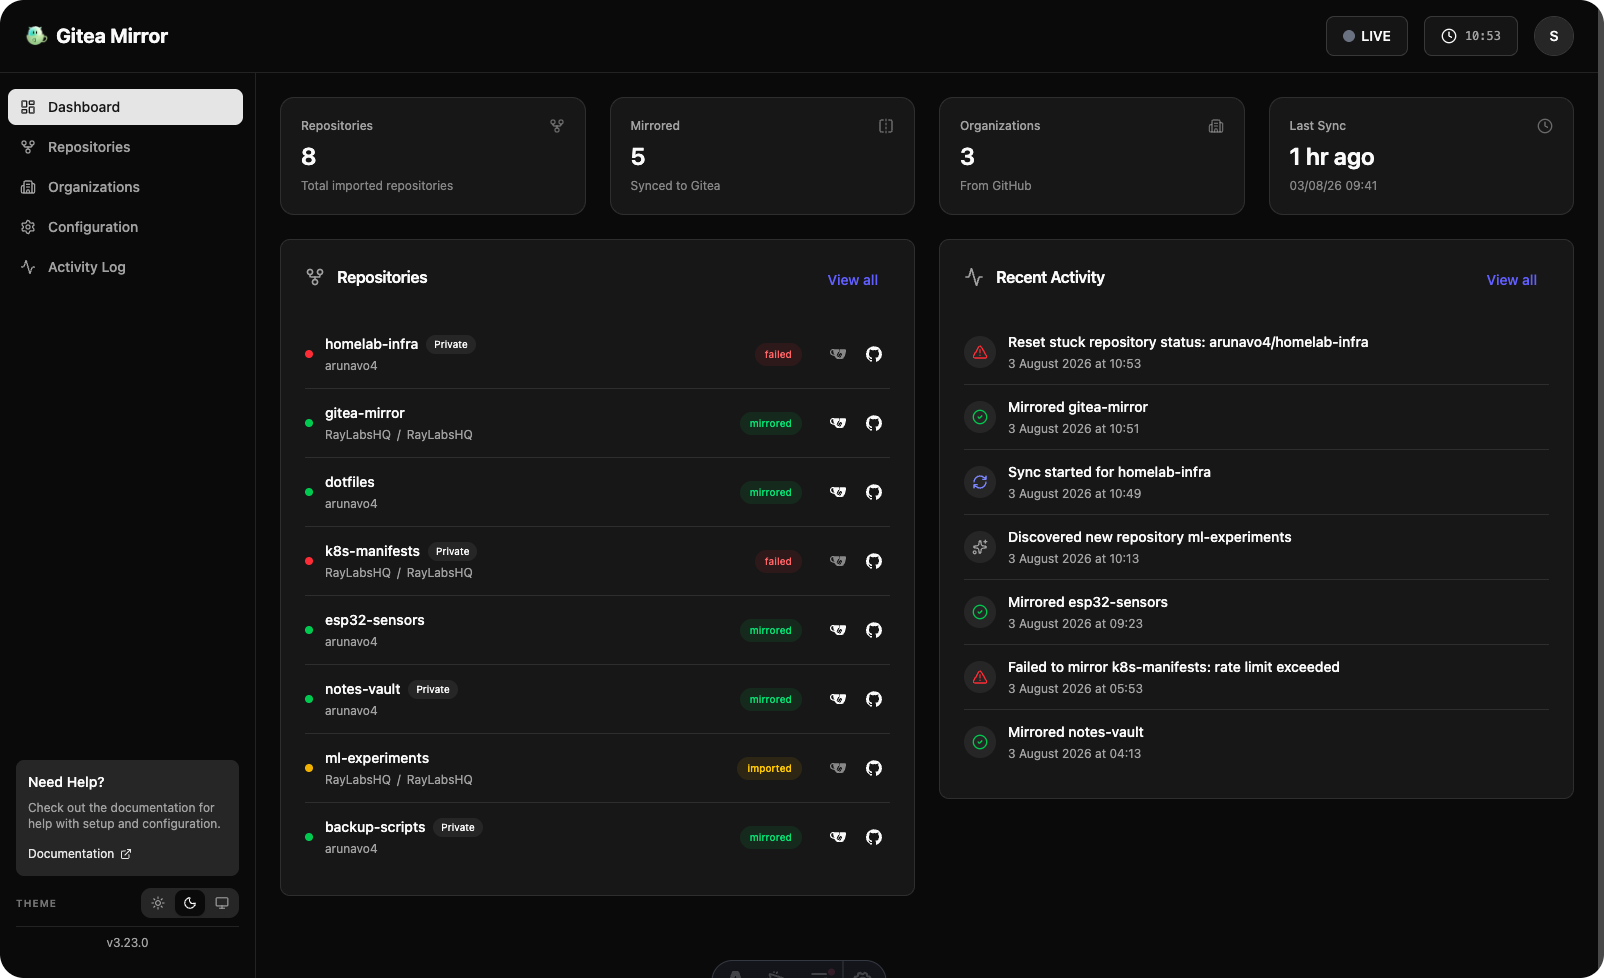 Gitea Mirror
LIVE
10:53
S
Dashboard
Repositories
Organizations
Configuration
Activity Log
Repositories
8
Total imported repositories
Mirrored
5
Synced to Gitea
Organizations
3
From GitHub
Last Sync
1 hr ago
03/08/26 09:41
Repositories
View all
homelab-infra Private
arunavo4
failed
gitea-mirror
RayLabsHQ / RayLabsHQ
mirrored
dotfiles
arunavo4
mirrored
k8s-manifests Private
RayLabsHQ / RayLabsHQ
failed
esp32-sensors
arunavo4
mirrored
notes-vault Private
arunavo4
mirrored
ml-experiments
RayLabsHQ / RayLabsHQ
imported
backup-scripts Private
arunavo4
mirrored
Recent Activity
View all
Reset stuck repository status: arunavo4/homelab-infra
3 August 2026 at 10:53
Mirrored gitea-mirror
3 August 2026 at 10:51
Sync started for homelab-infra
3 August 2026 at 10:49
Discovered new repository ml-experiments
3 August 2026 at 10:13
Mirrored esp32-sensors
3 August 2026 at 09:23
Failed to mirror k8s-manifests: rate limit exceeded
3 August 2026 at 05:53
Mirrored notes-vault
3 August 2026 at 04:13
Need Help?
Check out the documentation for
help with setup and configuration.
Documentation
THEME
v3.23.0